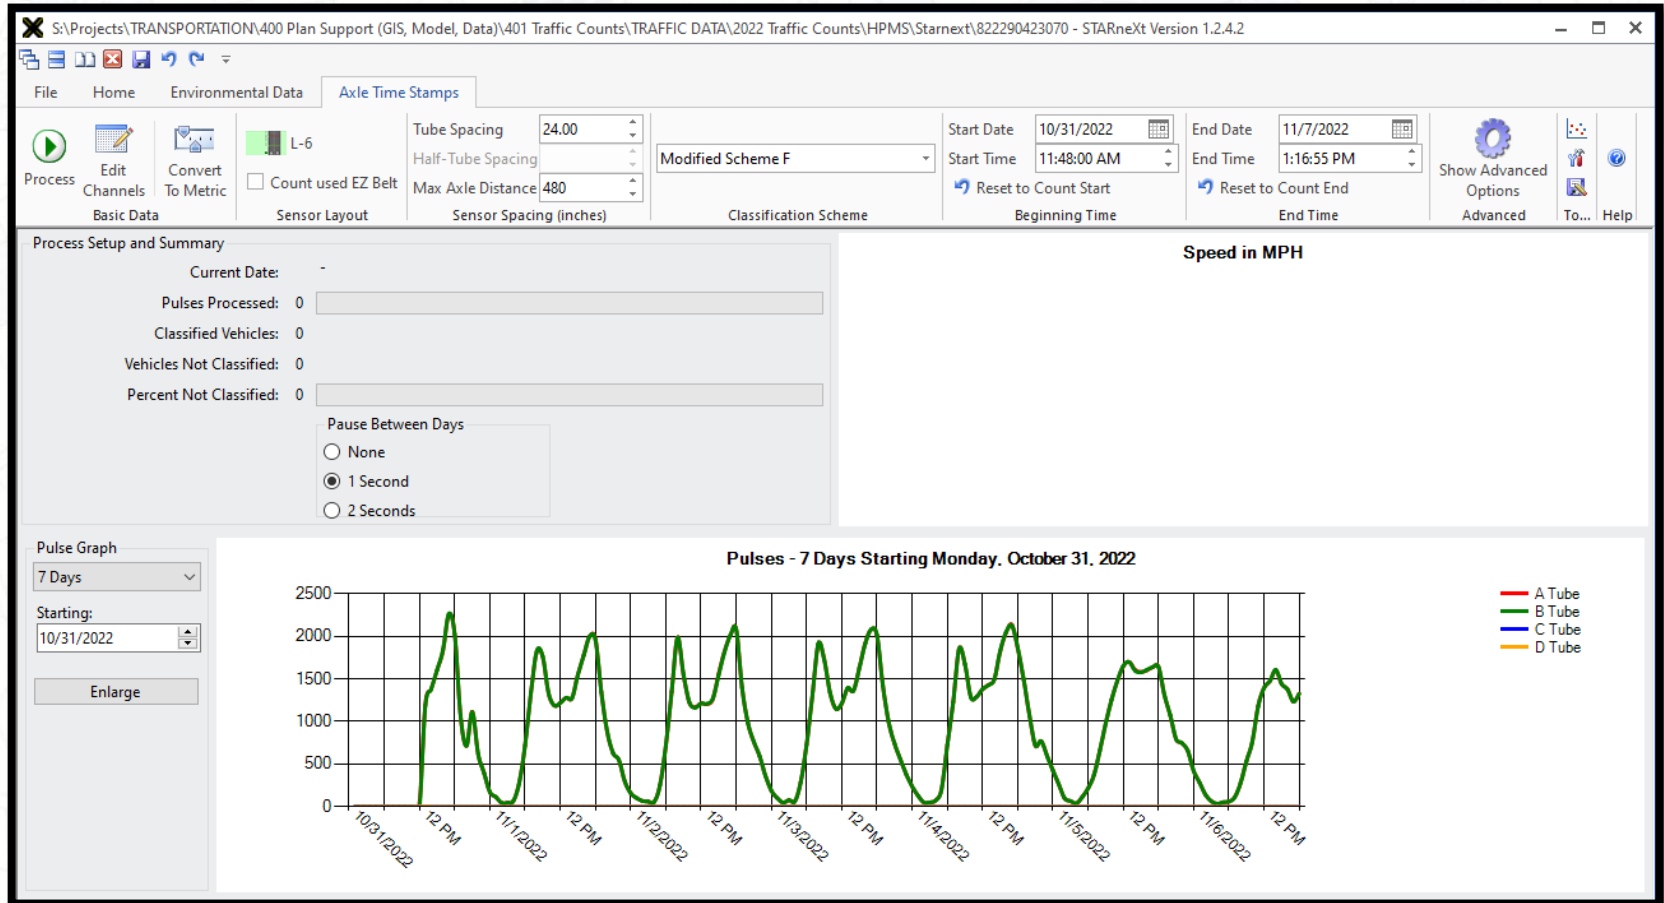 S:\Projects\TRANSPORTATION\400 Plan Support (GIS, Model, Data)\401 Traffic Counts\TRAFFIC DATA\2022 Traffic Counts\HPMS\Starnext\822290423070 - STARneXt Version 1.2.4.2
File Home Environmental Data Axle Time Stamps
Process
Edit Channels
Convert To Metric
Basic Data
L-6
Count used EZ Belt
Sensor Layout
Tube Spacing 24.00
Half-Tube Spacing
Max Axle Distance 480
Sensor Spacing (inches)
Modified Scheme F
Classification Scheme
Start Date 10/31/2022
Start Time 11:48:00 AM
Reset to Count Start
Beginning Time
End Date 11/7/2022
End Time 1:16:55 PM
Reset to Count End
End Time
Show Advanced Options
Advanced
To...
Help
Process Setup and Summary
Current Date: -
Pulses Processed: 0
Classified Vehicles: 0
Vehicles Not Classified: 0
Percent Not Classified: 0
Pause Between Days
None
1 Second
2 Seconds
Speed in MPH
Pulse Graph
7 Days
Starting:
10/31/2022
Enlarge
Pulses - 7 Days Starting Monday, October 31, 2022
2500
2000
1500
1000
500
0
10/31/2022 12 PM 11/1/2022 12 PM 11/2/2022 12 PM 11/3/2022 12 PM 11/4/2022 12 PM 11/5/2022 12 PM 11/6/2022 12 PM
A Tube
B Tube
C Tube
D Tube